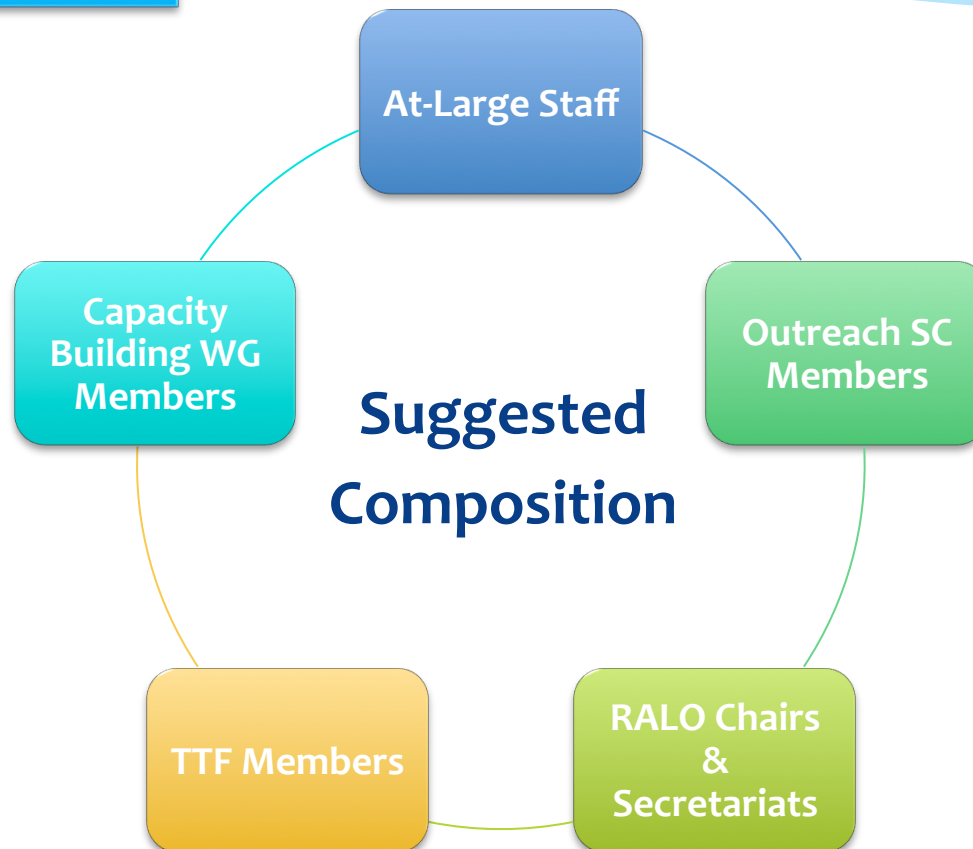 At-Large Staff
Outreach SC
Members
RALO Chairs
&
Secretariats
TTF Members
Capacity
Building WG
Members
Suggested
Composition